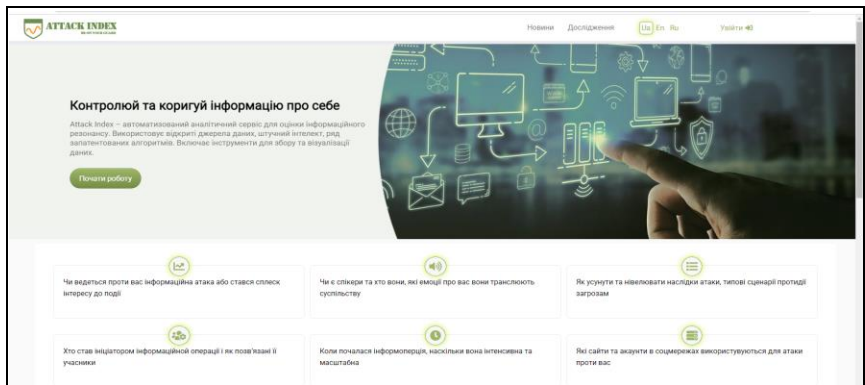 ATTACK INDEX
Новини Дослідження Ua En Ru Увійти
Контролюй та коригуй інформацію про себе
Attack Index – автоматизований аналітичний сервіс для оцінки інформаційного
резонансу. Використовує відкриті джерела даних, штучний інтелект, ряд
запатентованих алгоритмів. Включає інструменти для збору та візуалізації
даних.
Почати роботу
Чи ведеться проти вас інформаційна атака або стався сплеск
інтересу до події
Чи є спікери та хто вони, які емоції про вас вони транслюють
суспільству
Як усунути та нівелювати наслідки атаки, типові сценарії протидії
загрозам
Хто став ініціатором інформаційной операції і як позв'язані її
учасники
Коли почалася інформоперція, наскільки вона інтенсивна та
масштабна
Які сайти та акаунти в соцмережах використувуються для атаки
проти вас